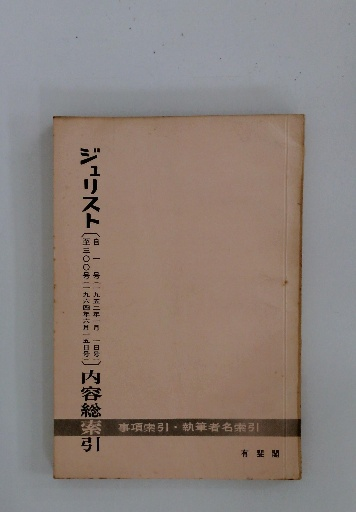 ジュリスト
自 一 号(一九五二年一月 一日号)
至三〇〇号(一九六四年六月一五日号)
内容総索引
事項索引・執筆者名索引
有斐閣